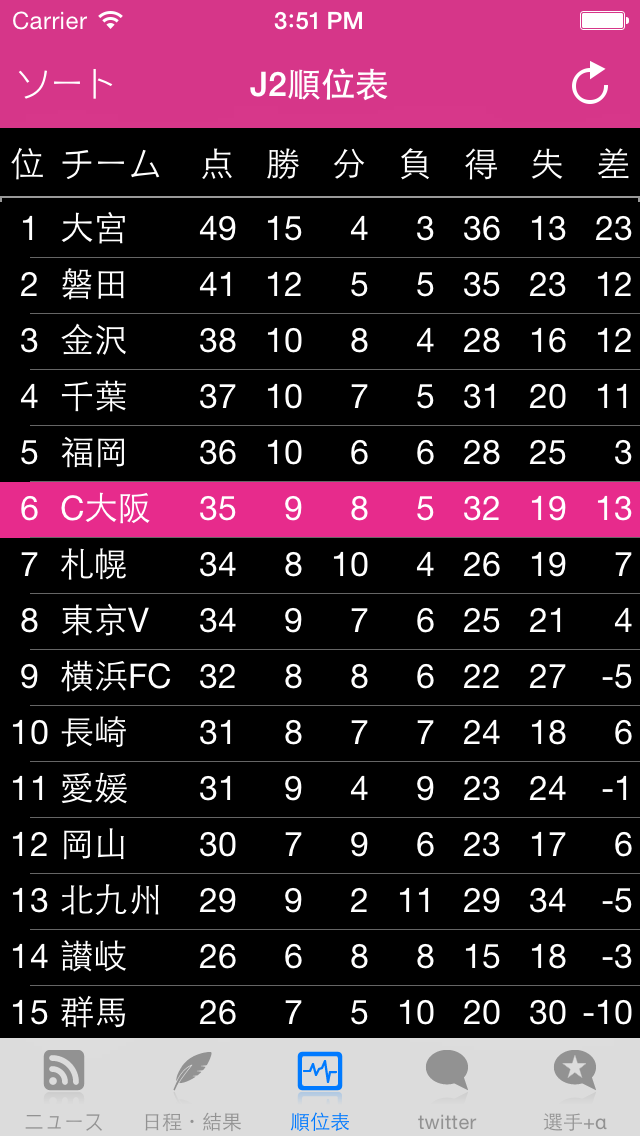 Carrier 3:51 PM
ソート J2順位表
位 チーム 点 勝 分 負 得 失 差
1 大宮 49 15 4 3 36 13 23
2 磐田 41 12 5 5 35 23 12
3 金沢 38 10 8 4 28 16 12
4 千葉 37 10 7 5 31 20 11
5 福岡 36 10 6 6 28 25 3
6 C大阪 35 9 8 5 32 19 13
7 札幌 34 8 10 4 26 19 7
8 東京V 34 9 7 6 25 21 4
9 横浜FC 32 8 8 6 22 27 -5
10 長崎 31 8 7 7 24 18 6
11 愛媛 31 9 4 9 23 24 -1
12 岡山 30 7 9 6 23 17 6
13 北九州 29 9 2 11 29 34 -5
14 讃岐 26 6 8 8 15 18 -3
15 群馬 26 7 5 10 20 30 -10
ニュース 日程・結果 順位表 twitter 選手+α